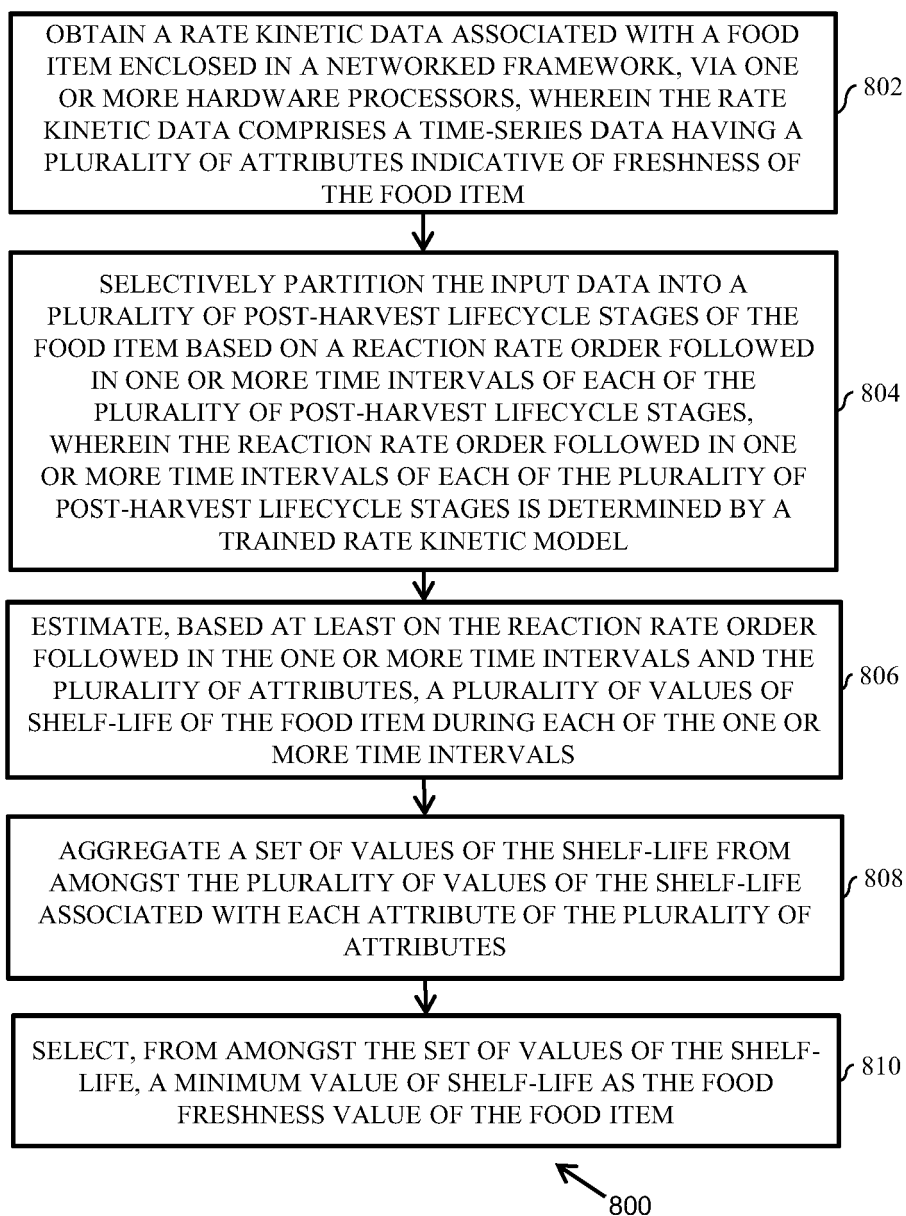 OBTAIN A RATE KINETIC DATA ASSOCIATED WITH A FOOD
ITEM ENCLOSED IN A NETWORKED FRAMEWORK, VIA ONE
OR MORE HARDWARE PROCESSORS, WHEREIN THE RATE
KINETIC DATA COMPRISES A TIME-SERIES DATA HAVING A
PLURALITY OF ATTRIBUTES INDICATIVE OF FRESHNESS OF
THE FOOD ITEM
802
SELECTIVELY PARTITION THE INPUT DATA INTO A
PLURALITY OF POST-HARVEST LIFECYCLE STAGES OF THE
FOOD ITEM BASED ON A REACTION RATE ORDER FOLLOWED
IN ONE OR MORE TIME INTERVALS OF EACH OF THE
PLURALITY OF POST-HARVEST LIFECYCLE STAGES,
WHEREIN THE REACTION RATE ORDER FOLLOWED IN ONE
OR MORE TIME INTERVALS OF EACH OF THE PLURALITY OF
POST-HARVEST LIFECYCLE STAGES IS DETERMINED BY A
TRAINED RATE KINETIC MODEL
804
ESTIMATE, BASED AT LEAST ON THE REACTION RATE ORDER
FOLLOWED IN THE ONE OR MORE TIME INTERVALS AND THE
PLURALITY OF ATTRIBUTES, A PLURALITY OF VALUES OF
SHELF-LIFE OF THE FOOD ITEM DURING EACH OF THE ONE OR
MORE TIME INTERVALS
806
AGGREGATE A SET OF VALUES OF THE SHELF-LIFE FROM
AMONGST THE PLURALITY OF VALUES OF THE SHELF-LIFE
ASSOCIATED WITH EACH ATTRIBUTE OF THE PLURALITY OF
ATTRIBUTES
808
SELECT, FROM AMONGST THE SET OF VALUES OF THE SHELF-
LIFE, A MINIMUM VALUE OF SHELF-LIFE AS THE FOOD
FRESHNESS VALUE OF THE FOOD ITEM
810
800